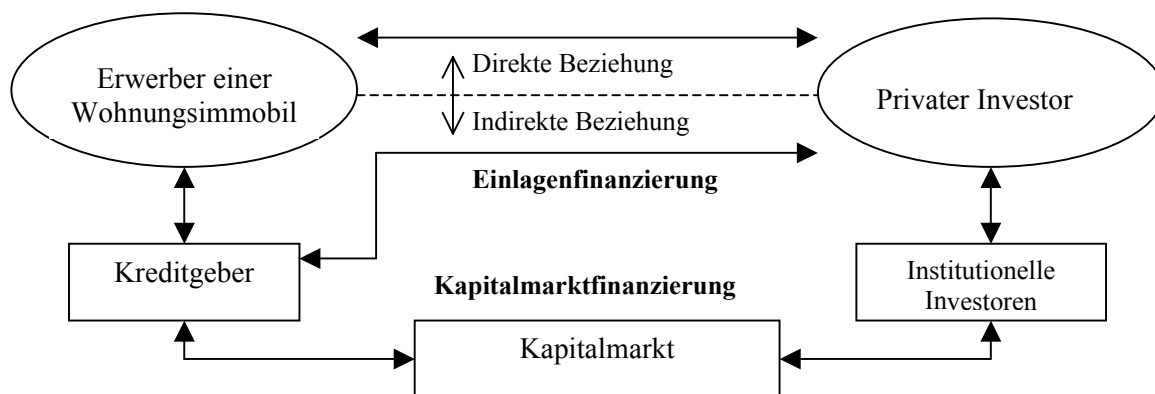 Erwerber einer
Wohnungsimmobil
Direkte Beziehung
Indirekte Beziehung
Privater Investor
Einlagenfinanzierung
Kreditgeber
Kapitalmarktfinanzierung
Institutionelle
Investoren
Kapitalmarkt